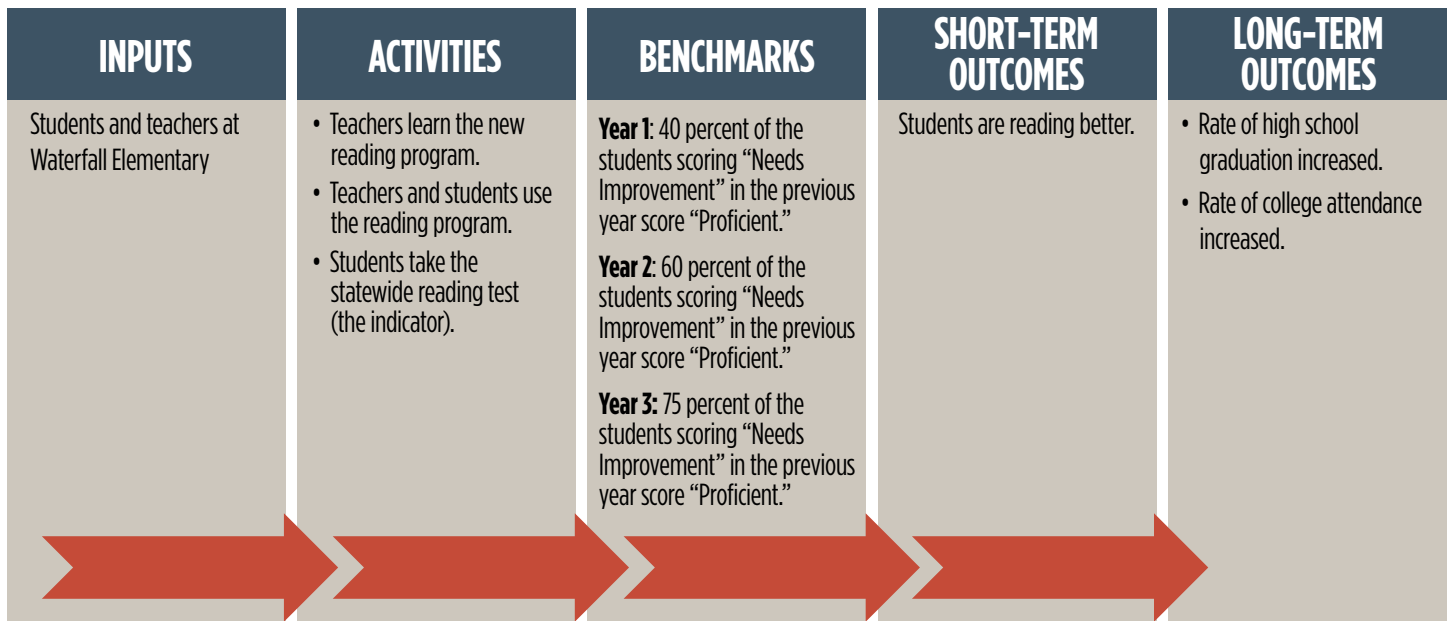 INPUTS
Students and teachers at
Waterfall Elementary
ACTIVITIES
• Teachers learn the new
reading program.
• Teachers and students use
the reading program.
• Students take the
statewide reading test
(the indicator).
BENCHMARKS
Year 1: 40 percent of the
students scoring “Needs
Improvement” in the previous
year score “Proficient.”
Year 2: 60 percent of the
students scoring “Needs
Improvement” in the previous
year score “Proficient.”
Year 3: 75 percent of the
students scoring “Needs
Improvement” in the previous
year score “Proficient.”
SHORT-TERM
OUTCOMES
Students are reading better.
LONG-TERM
OUTCOMES
• Rate of high school
graduation increased.
• Rate of college attendance
increased.